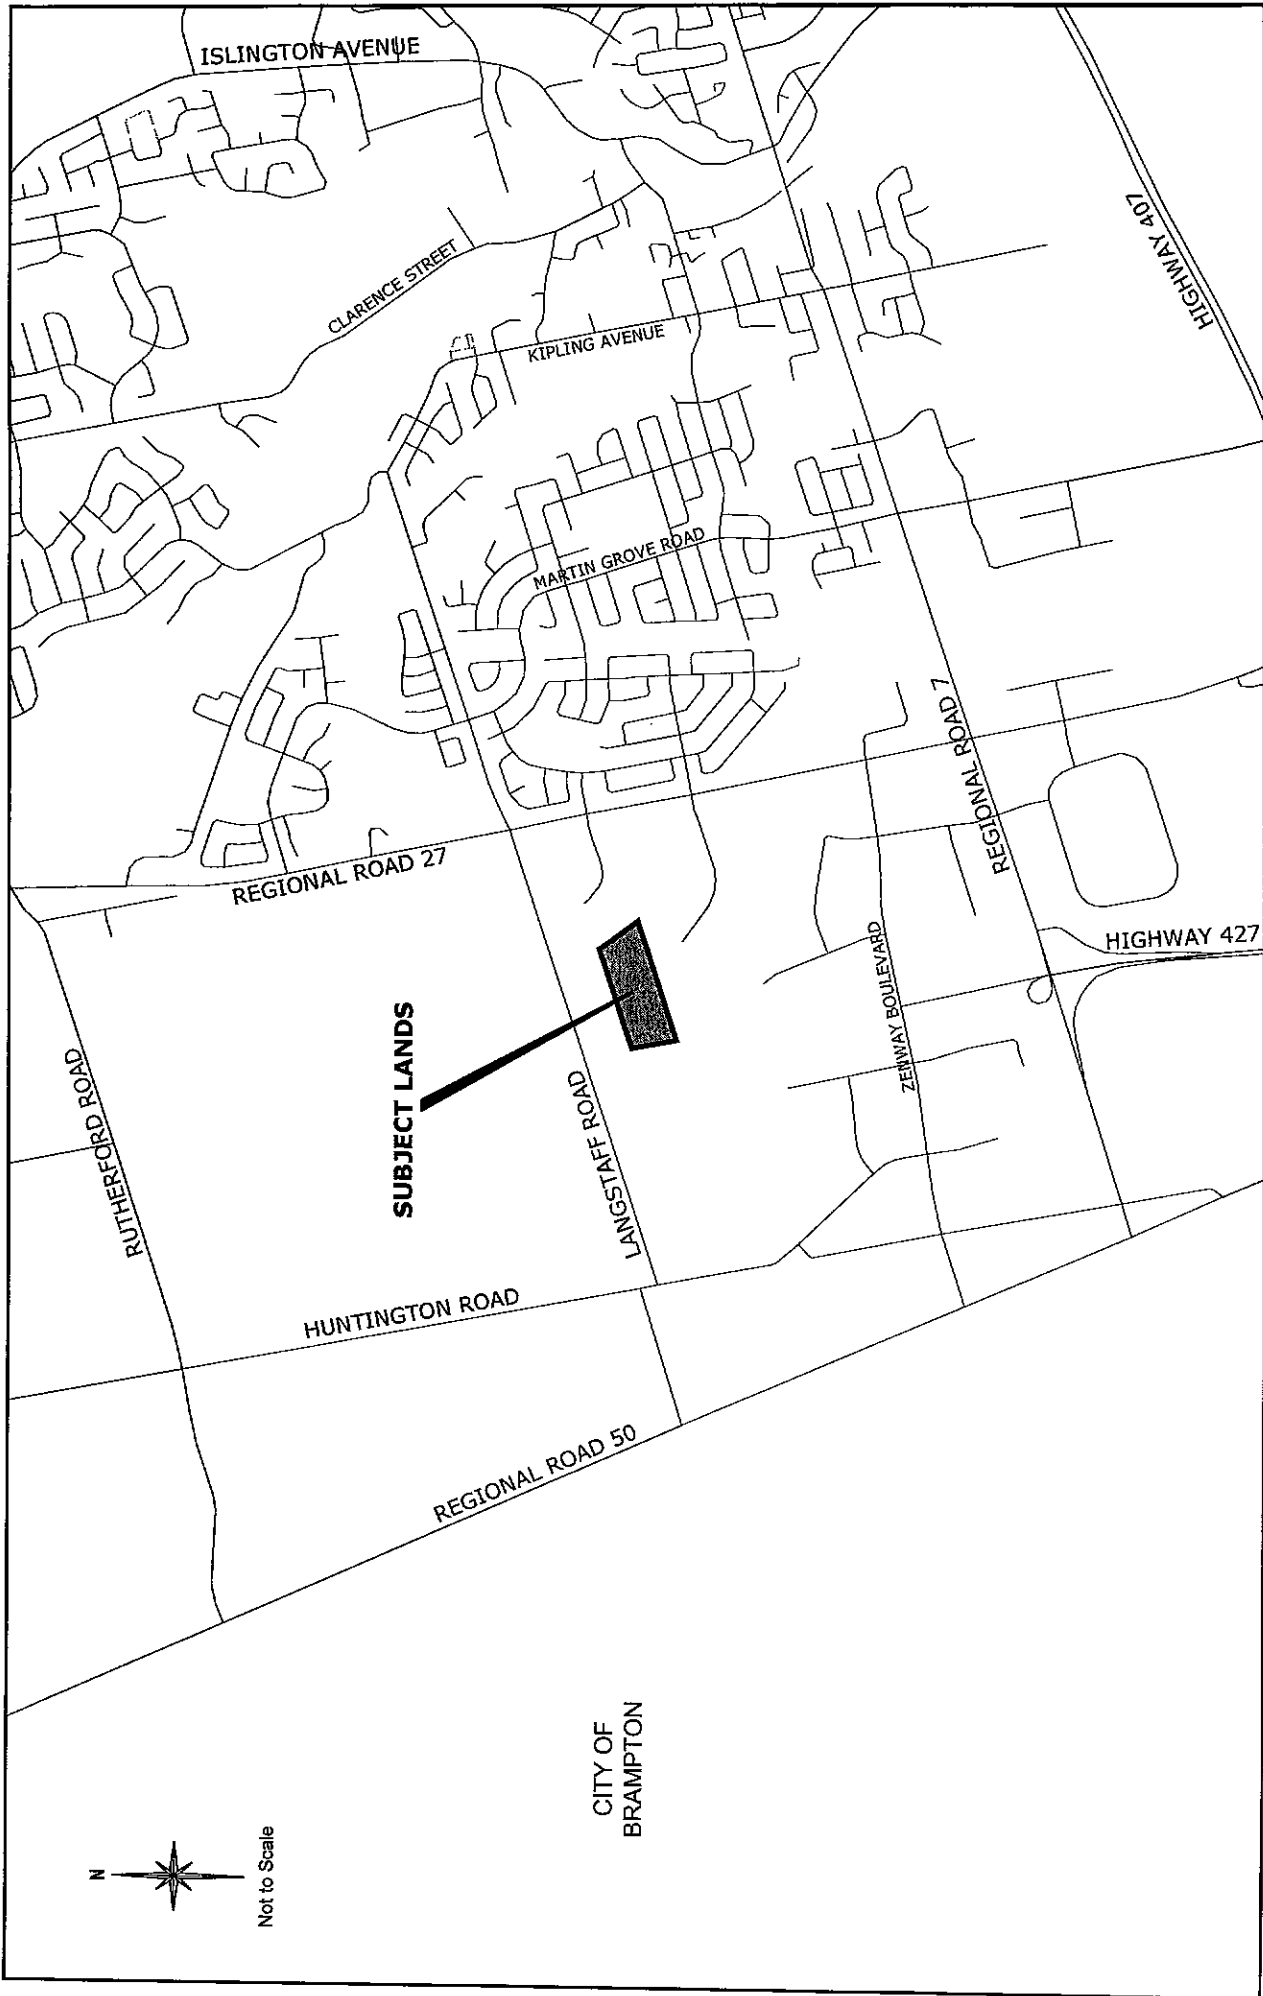 ISLINGTON AVENUE
CLARENCE STREET
KIPLING AVENUE
HIGHWAY 407
MARTIN GROVE ROAD
REGIONAL ROAD 7
REGIONAL ROAD 27
HIGHWAY 427
ZENWAY BOULEVARD
SUBJECT LANDS
RUTHERFORD ROAD
LANGSTAFF ROAD
HUNTINGTON ROAD
REGIONAL ROAD 50
CITY OF
BRAMPTON
N
Not to Scale